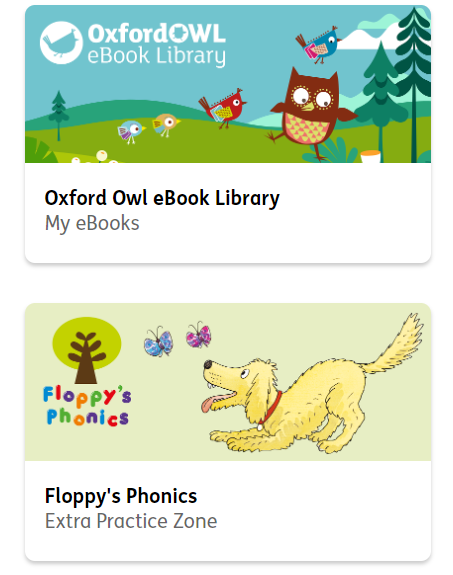 OxfordOWL
eBook Library
Oxford Owl eBook Library
My eBooks
Floppy's
Phonics
Floppy's Phonics
Extra Practice Zone